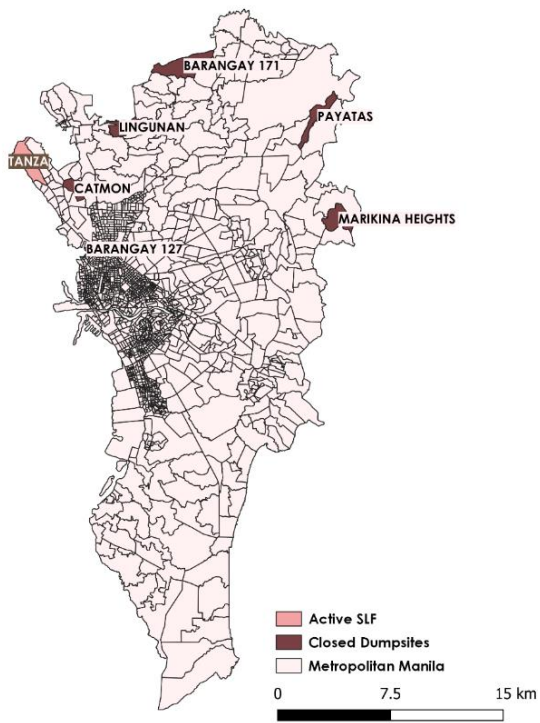 BARANGAY 171
PAYATAS
LINGUNAN
TANZA
CATMON
MARIKINA HEIGHTS
BARANGAY 127
Active SLF
Closed Dumpsites
Metropolitan Manila
0 7.5 15 km